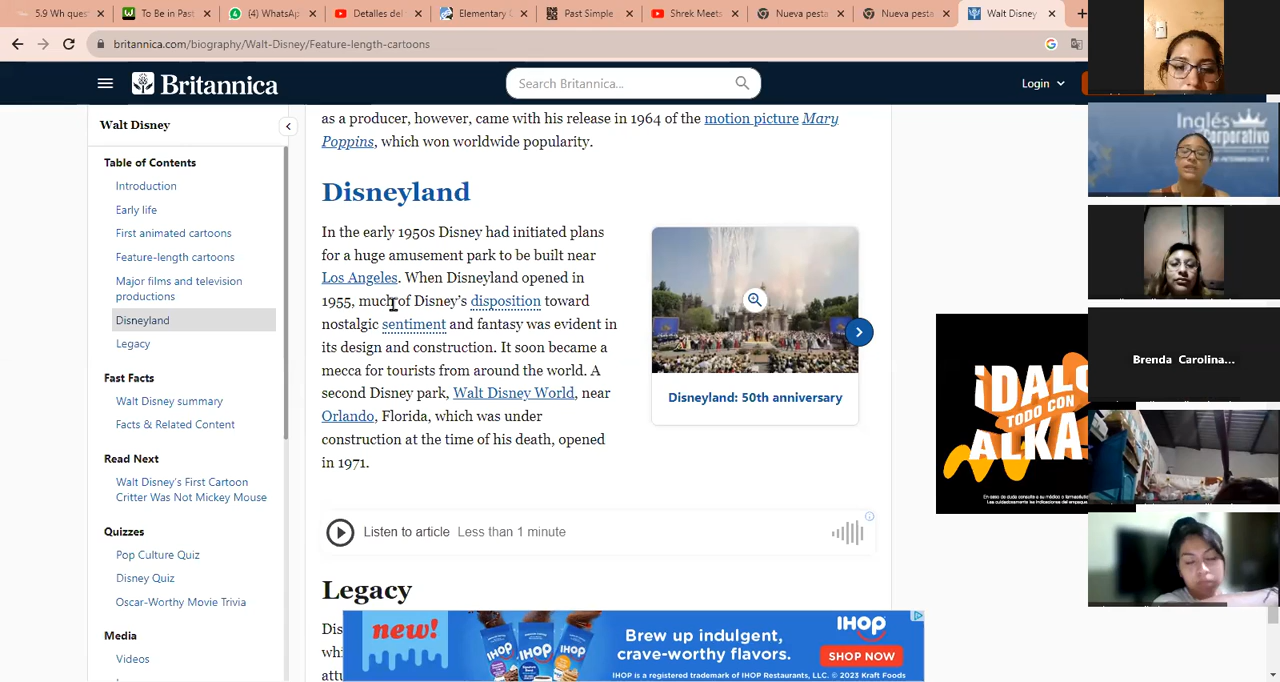 5.9 Wh quest
To Be in Past
(4) WhatsAp
Detalles del
Elementary
Past Simple
Shrek Meets
Nueva pesta
Nueva pesta
Walt Disney
britannica.com/biography/Walt-Disney/Feature-length-cartoons
Britannica
Search Britannica...
Login
Walt Disney
Table of Contents
Introduction
Early life
First animated cartoons
Feature-length cartoons
Major films and television
productions
Disneyland
Legacy
Fast Facts
Walt Disney summary
Facts & Related Content
Read Next
Walt Disney's First Cartoon
Critter Was Not Mickey Mouse
Quizzes
Pop Culture Quiz
Disney Quiz
Oscar-Worthy Movie Trivia
Media
Videos
as a producer, however, came with his release in 1964 of the motion picture Mary
Poppins, which won worldwide popularity.
Disneyland
In the early 1950s Disney had initiated plans
for a huge amusement park to be built near
Los Angeles. When Disneyland opened in
1955, much of Disney's disposition toward
nostalgic sentiment and fantasy was evident in
its design and construction. It soon became a
mecca for tourists from around the world. A
second Disney park, Walt Disney World, near
Orlando, Florida, which was under
construction at the time of his death, opened
in 1971.
Disneyland: 50th anniversary
Listen to article Less than 1 minute
Legacy
new!
IHOP
IHOP
IHOP
Brew up indulgent,
crave-worthy flavors.
IHOP
SHOP NOW
IHOP is a registered trademark of IHOP Restaurants, LLC. © 2023 Kraft Foods
¡DALO
TODO CON
ALKA
Inglés
Corporativo
Brenda Carolina...